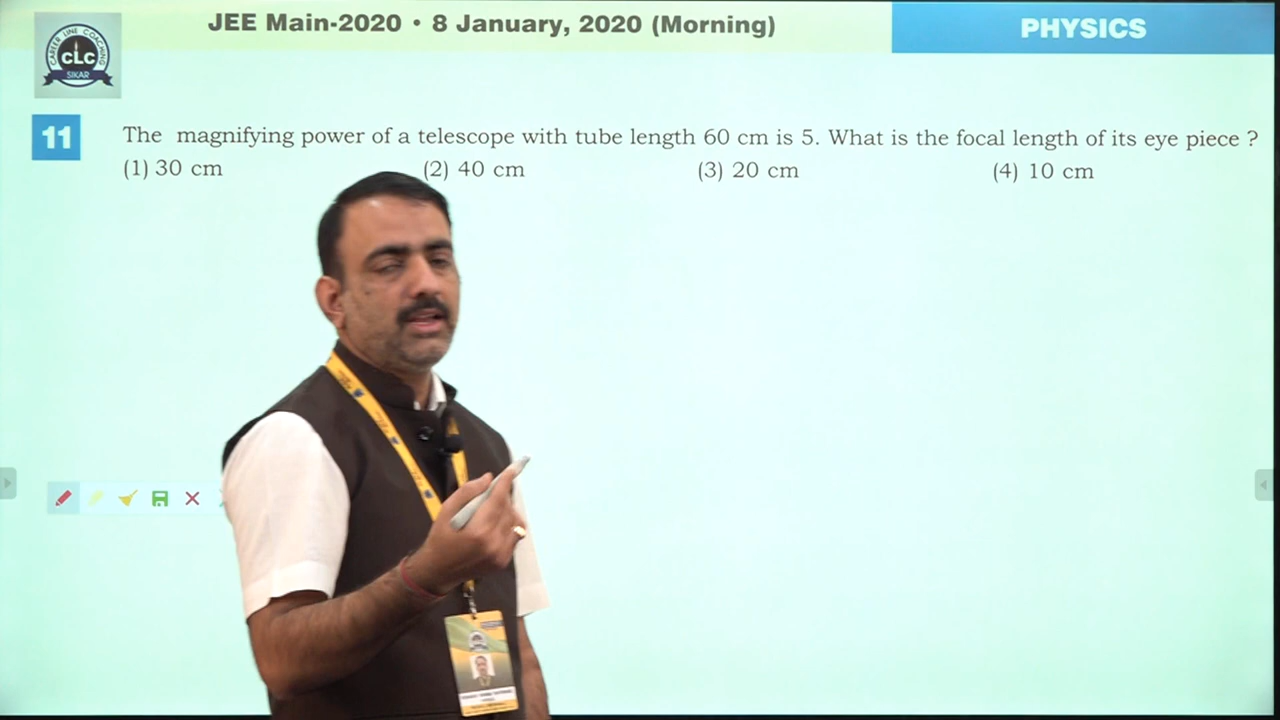 JEE Main-2020 • 8 January, 2020 (Morning)
PHYSICS
CAREER LINE COACHING
CLC
SIKAR
11
The magnifying power of a telescope with tube length 60 cm is 5. What is the focal length of its eye piece ?
(1) 30 cm (2) 40 cm (3) 20 cm (4) 10 cm